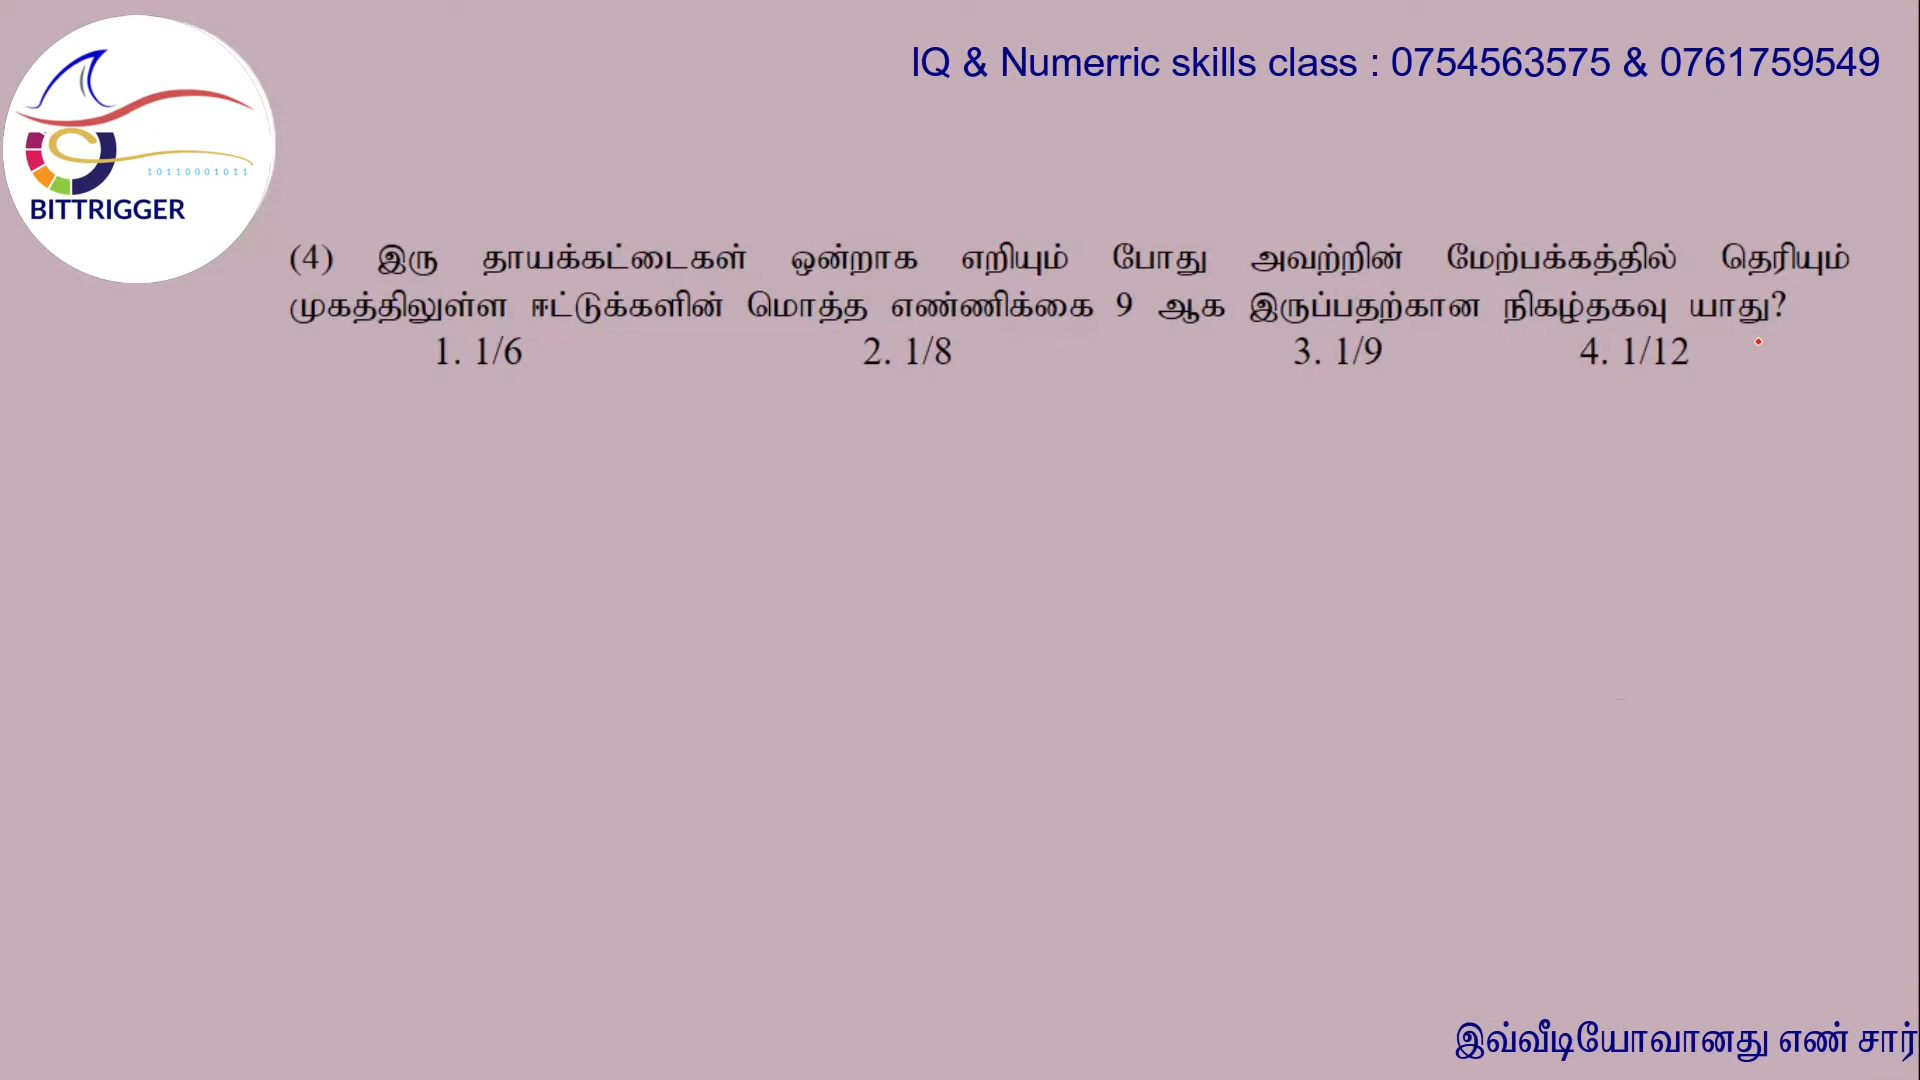 IQ & Numerric skills class : 0754563575 & 0761759549
10110001011
BITTRIGGER
(4) இரு தாயக்கட்டைகள் ஒன்றாக எறியும் போது அவற்றின் மேற்பக்கத்தில் தெரியும்
முகத்திலுள்ள ஈட்டுக்களின் மொத்த எண்ணிக்கை 9 ஆக இருப்பதற்கான நிகழ்தகவு யாது?
1. 1/6 2. 1/8 3. 1/9 4. 1/12
இவ்வீடியோவானது எண் சார்